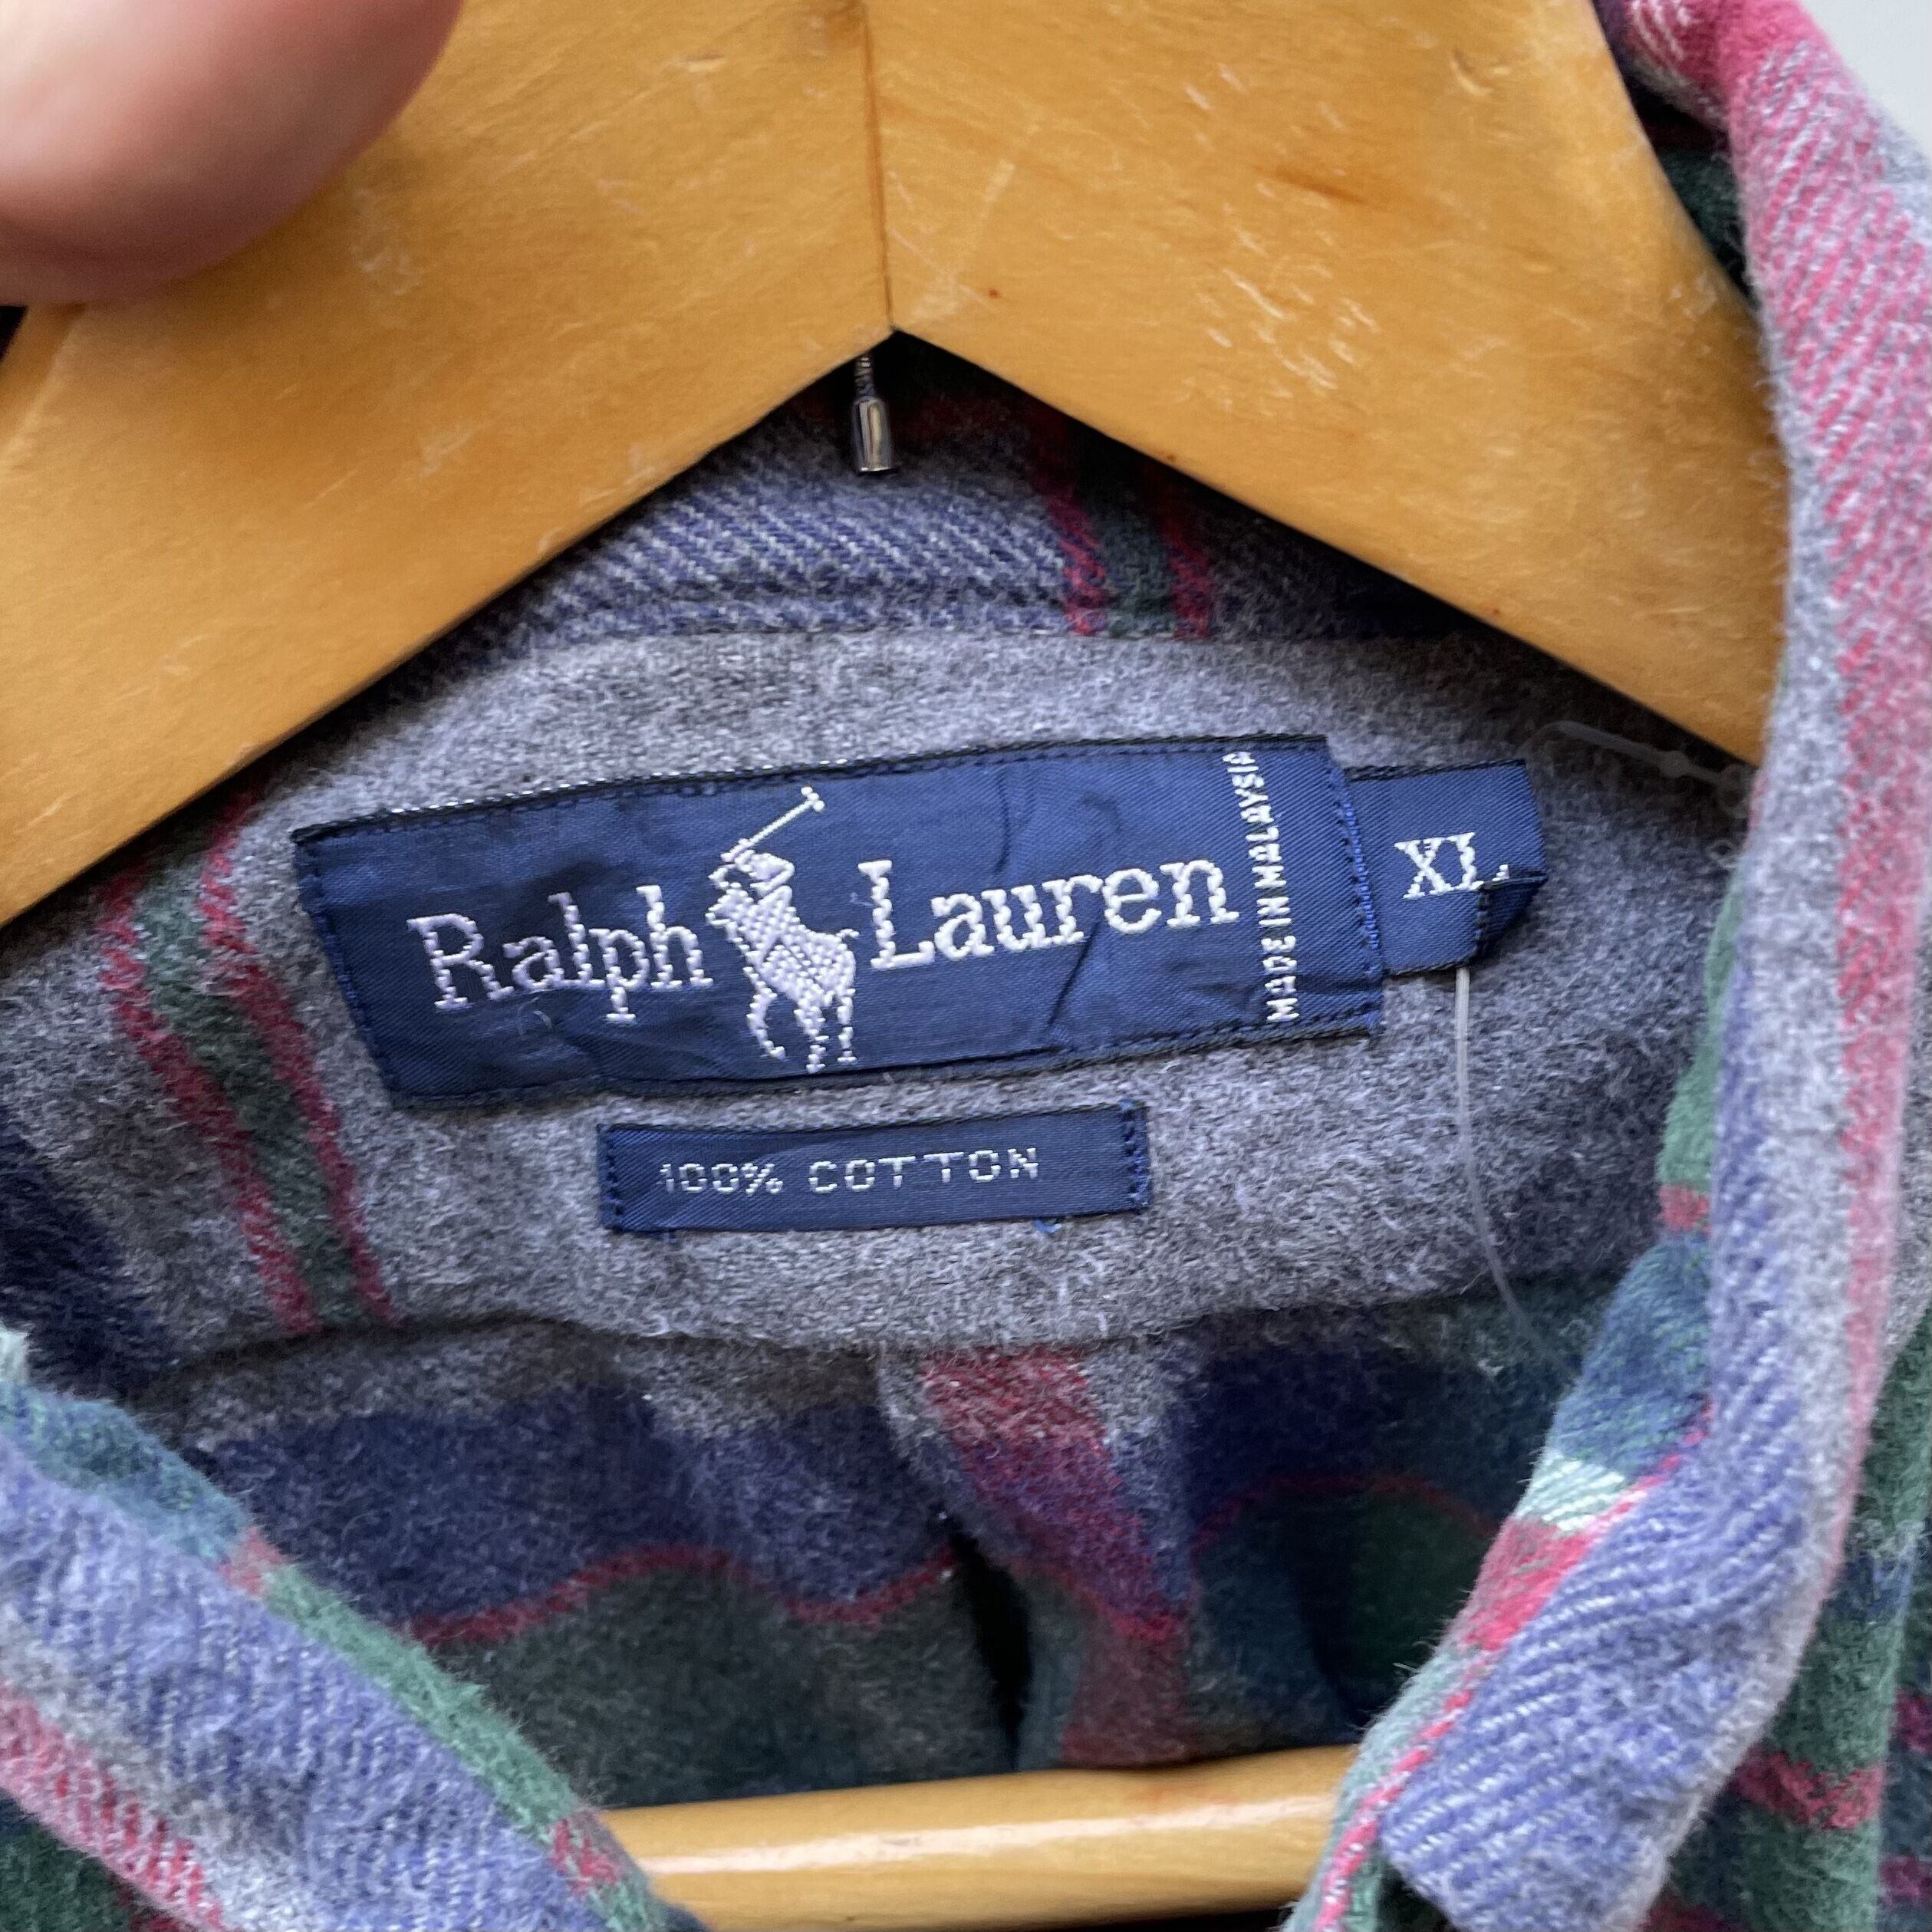 Ralph Lauren
MADE IN MALAYSIA
XL
100% COTTON